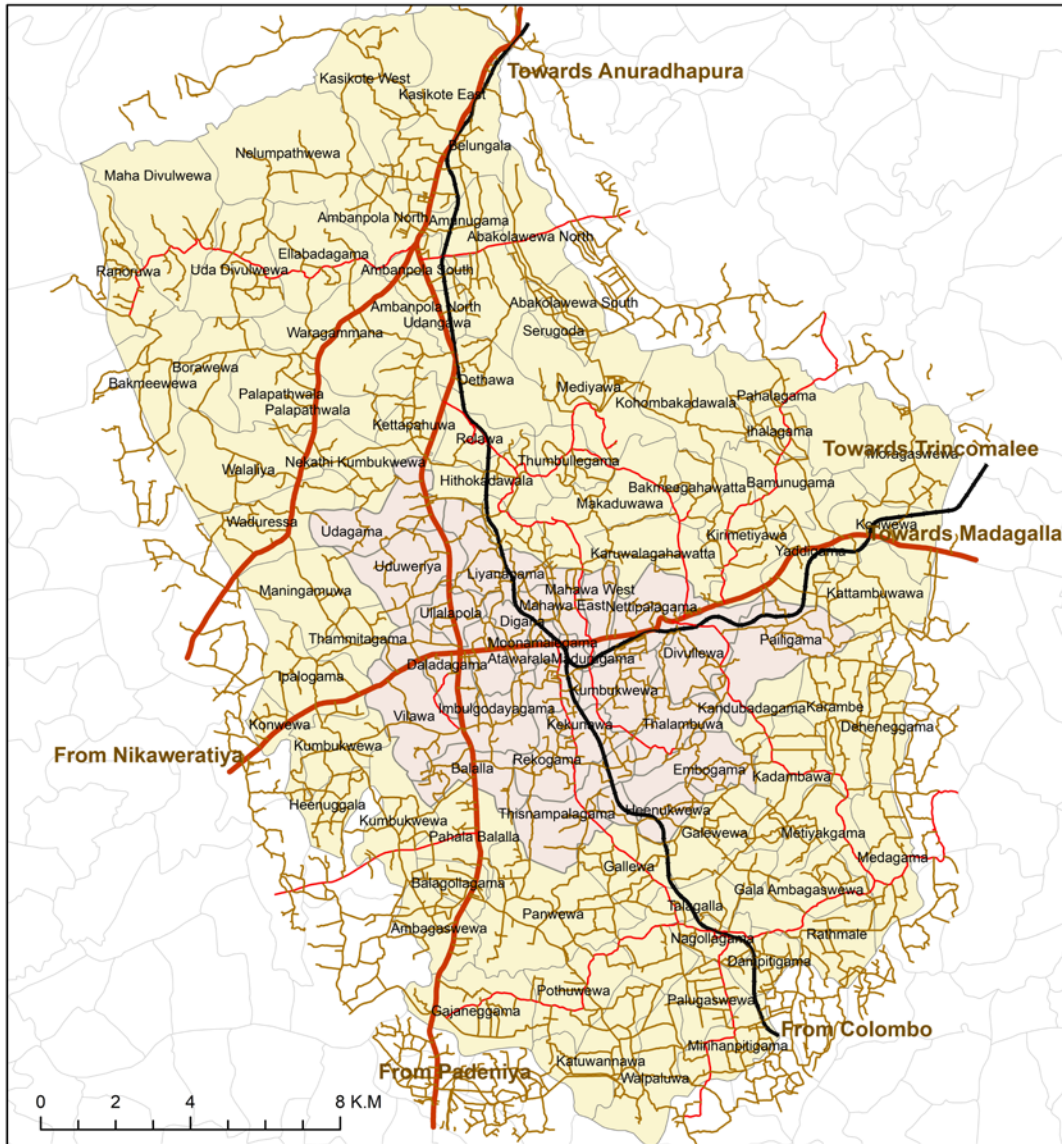 Towards Anuradhapura
Kasikote West
Kasikote East
Belungala
Nelumpathwewa
Maha Divulwewa
Ambanpola North
Amunugama
Abakolawewa North
Ellabadagama
Ranoruwa
Uda Divulwewa
Ambanpola South
Ambanpola North
Abakolawewa South
Udangawa
Serugoda
Waragammana
Borawewa
Bakmeewewa
Dethawa
Mediyawa
Palapathwala
Pahalagama
Kohombakadawala
Palapathwala
Kettapahuwa
Ihalagama
Rotawa
Towards Trincomalee
Moragaswewa
Nekathi Kumbukwewa
Thumbullegama
Walaliya
Hithokadawala
Bakmeegahawatta
Bamunugama
Makaduwawa
Waduressa
Konwewa
Udagama
Kirimetiyawa
Towards Madagalla
Karuwalagahawatta
Yaddigama
Uduweriya
Liyanagama
Maningamuwa
Mahawa West
Kattambuwawa
Mahawa East
Nettipalagama
Ullalapola
Digana
Thammitagama
Moonamalegama
Pailigama
Daladagama
Atawarala
Madunigama
Divullewa
Ipalogama
Kumbukwewa
Imbulgodayagama
Kandubadagama
Karambe
Vilawa
Konwewa
Kekunawa
Thalambuwa
Deheneggama
Kumbukwewa
From Nikaweratiya
Rekogama
Balalla
Embogama
Kadambawa
Heenuggala
Thisnampalagama
Heenukwewa
Kumbukwewa
Pahala Balalla
Galewewa
Metiyakgama
Gallewa
Medagama
Balagollagama
Gala Ambagaswewa
Talagalla
Panwewa
Ambagaswewa
Nagollagama
Rathmale
Dampitigama
Pothuwewa
Palugaswewa
Gajaneggama
From Colombo
Minhanpitigama
Katuwannawa
From Padeniya
Walpaluwa
0 2 4 8 K.M